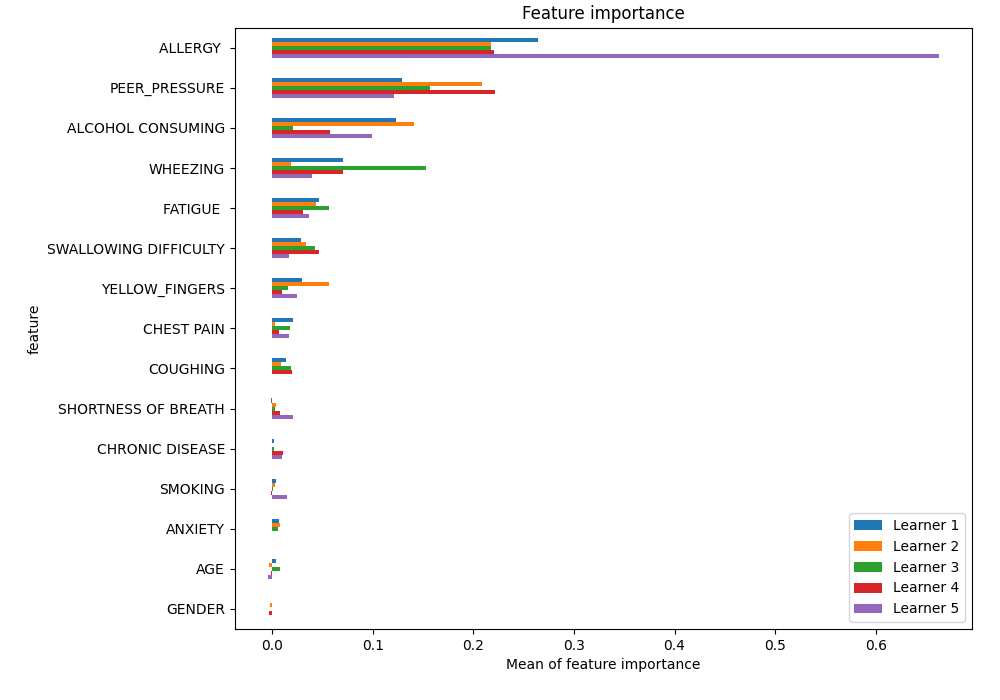 Feature importance
ALLERGY
PEER_PRESSURE
ALCOHOL CONSUMING
WHEEZING
FATIGUE
SWALLOWING DIFFICULTY
YELLOW_FINGERS
CHEST PAIN
COUGHING
SHORTNESS OF BREATH
CHRONIC DISEASE
SMOKING
ANXIETY
AGE
GENDER
feature
Learner 1
Learner 2
Learner 3
Learner 4
Learner 5
0.0 0.1 0.2 0.3 0.4 0.5 0.6
Mean of feature importance